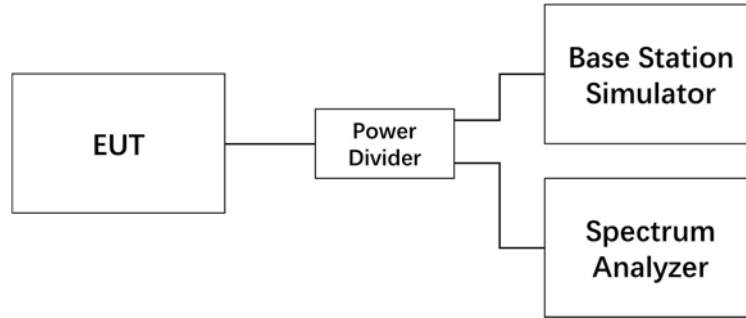 EUT
Power
Divider
Base Station
Simulator
Spectrum
Analyzer